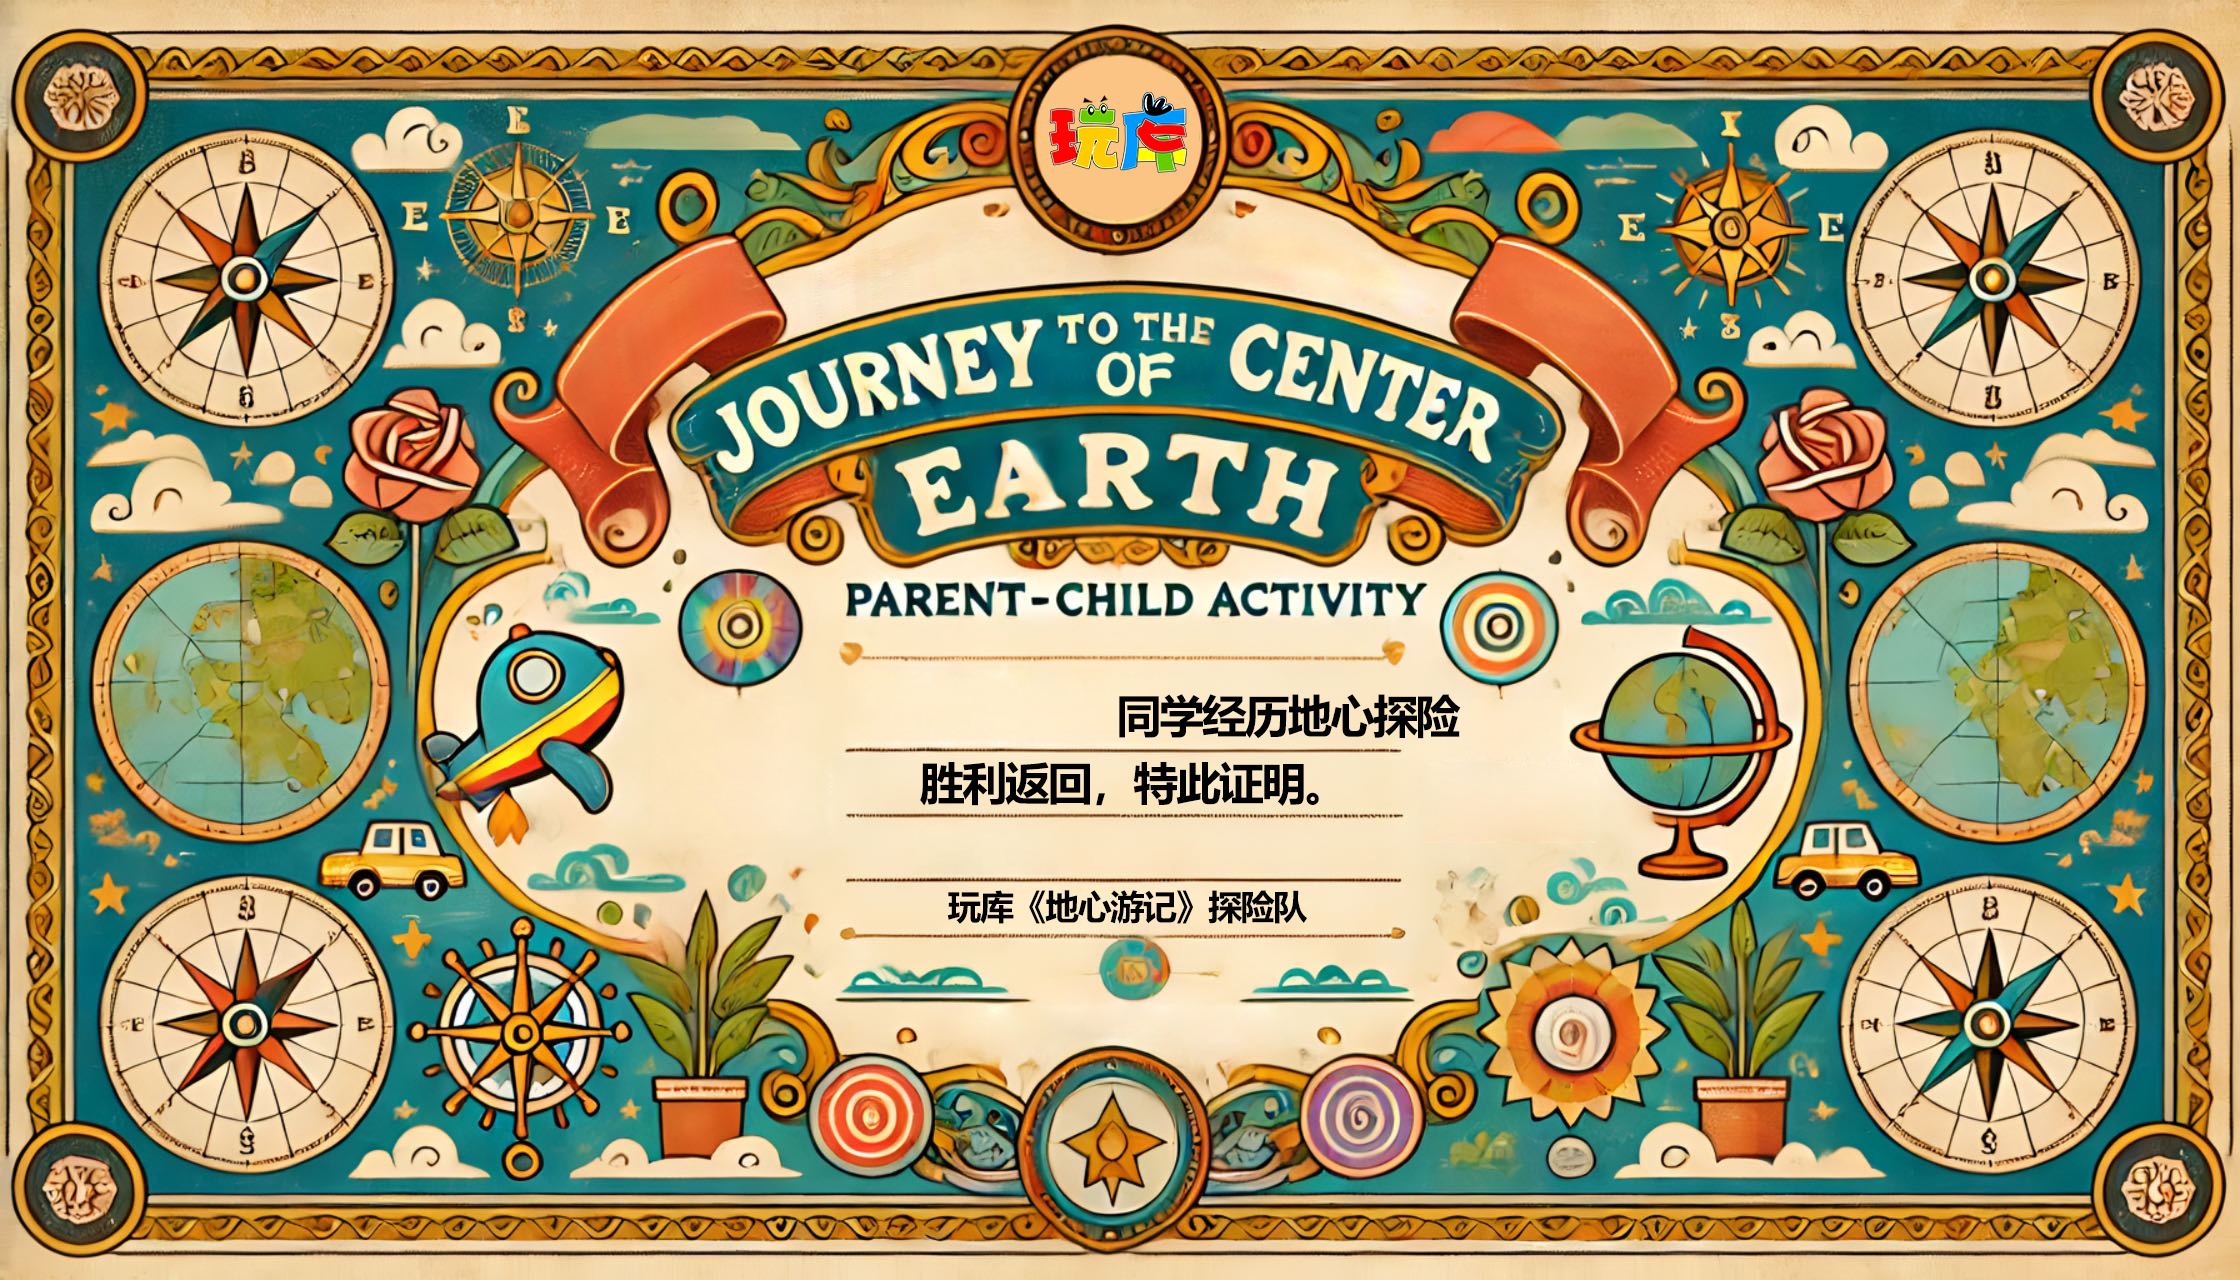 玩库
JOURNEY TO THE CENTER
OF
EARTH
PARENT-CHILD ACTIVITY
同学经历地心探险
胜利返回，特此证明。
玩库《地心游记》探险队